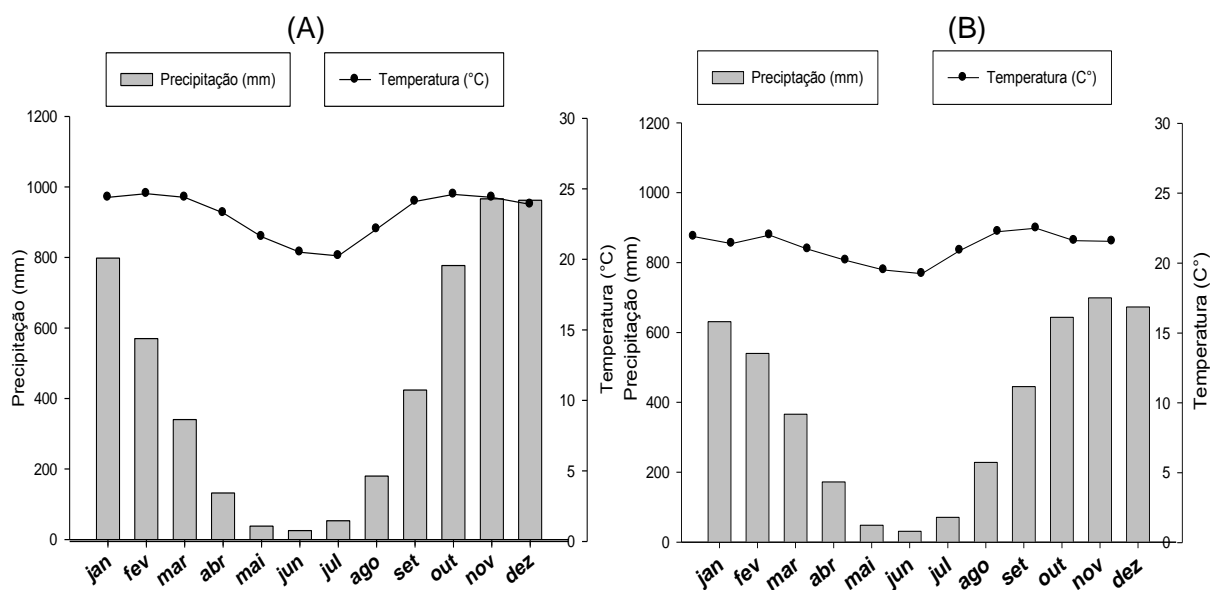 (A)
Precipitação (mm)
Temperatura (°C)
1200
1000
800
600
400
200
0
Precipitação (mm)
30
25
20
15
10
5
0
Temperatura (°C)
jan
fev
mar
abr
mai
jun
jul
ago
set
out
nov
dez
(B)
Preciptação (mm)
Temperatura (C°)
1200
1000
800
600
400
200
0
Precipitação (mm)
30
25
20
15
10
5
0
Temperatura (C°)
jan
fev
mar
abr
mai
jun
jul
ago
set
out
nov
dez